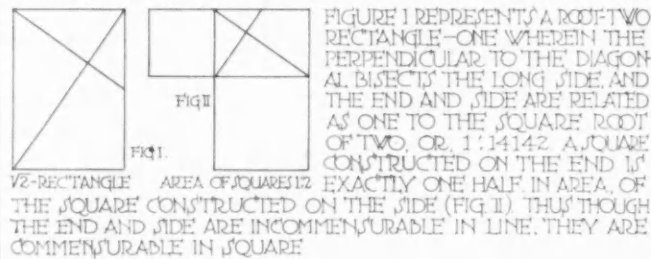 FIGURE 1 REPRESENTS A ROOT-TWO
RECTANGLE—ONE WHEREIN THE
PERPENDICULAR TO THE DIAGON-
AL BISECTS THE LONG SIDE, AND
THE END AND SIDE ARE RELATED
AS ONE TO THE SQUARE ROOT
OF TWO, OR, 1:1.4142. A SQUARE
CONSTRUCTED ON THE END IS
EXACTLY ONE HALF, IN AREA, OF
THE SQUARE CONSTRUCTED ON THE SIDE (FIG. II). THUS THOUGH
THE END AND SIDE ARE INCOMMENSURABLE IN LINE, THEY ARE
COMMENSURABLE IN SQUARE
FIG. I.
√2-RECTANGLE
FIG II
AREA OF SQUARES 1:2